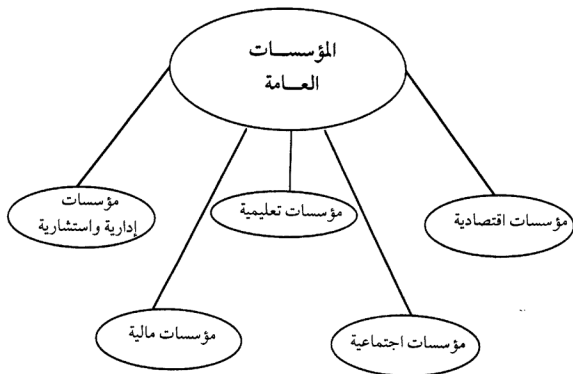 المؤسسات
العامة
مؤسسات اقتصادية
مؤسسات تعليمية
مؤسسات
إدارية واستشارية
مؤسسات اجتماعية
مؤسسات مالية